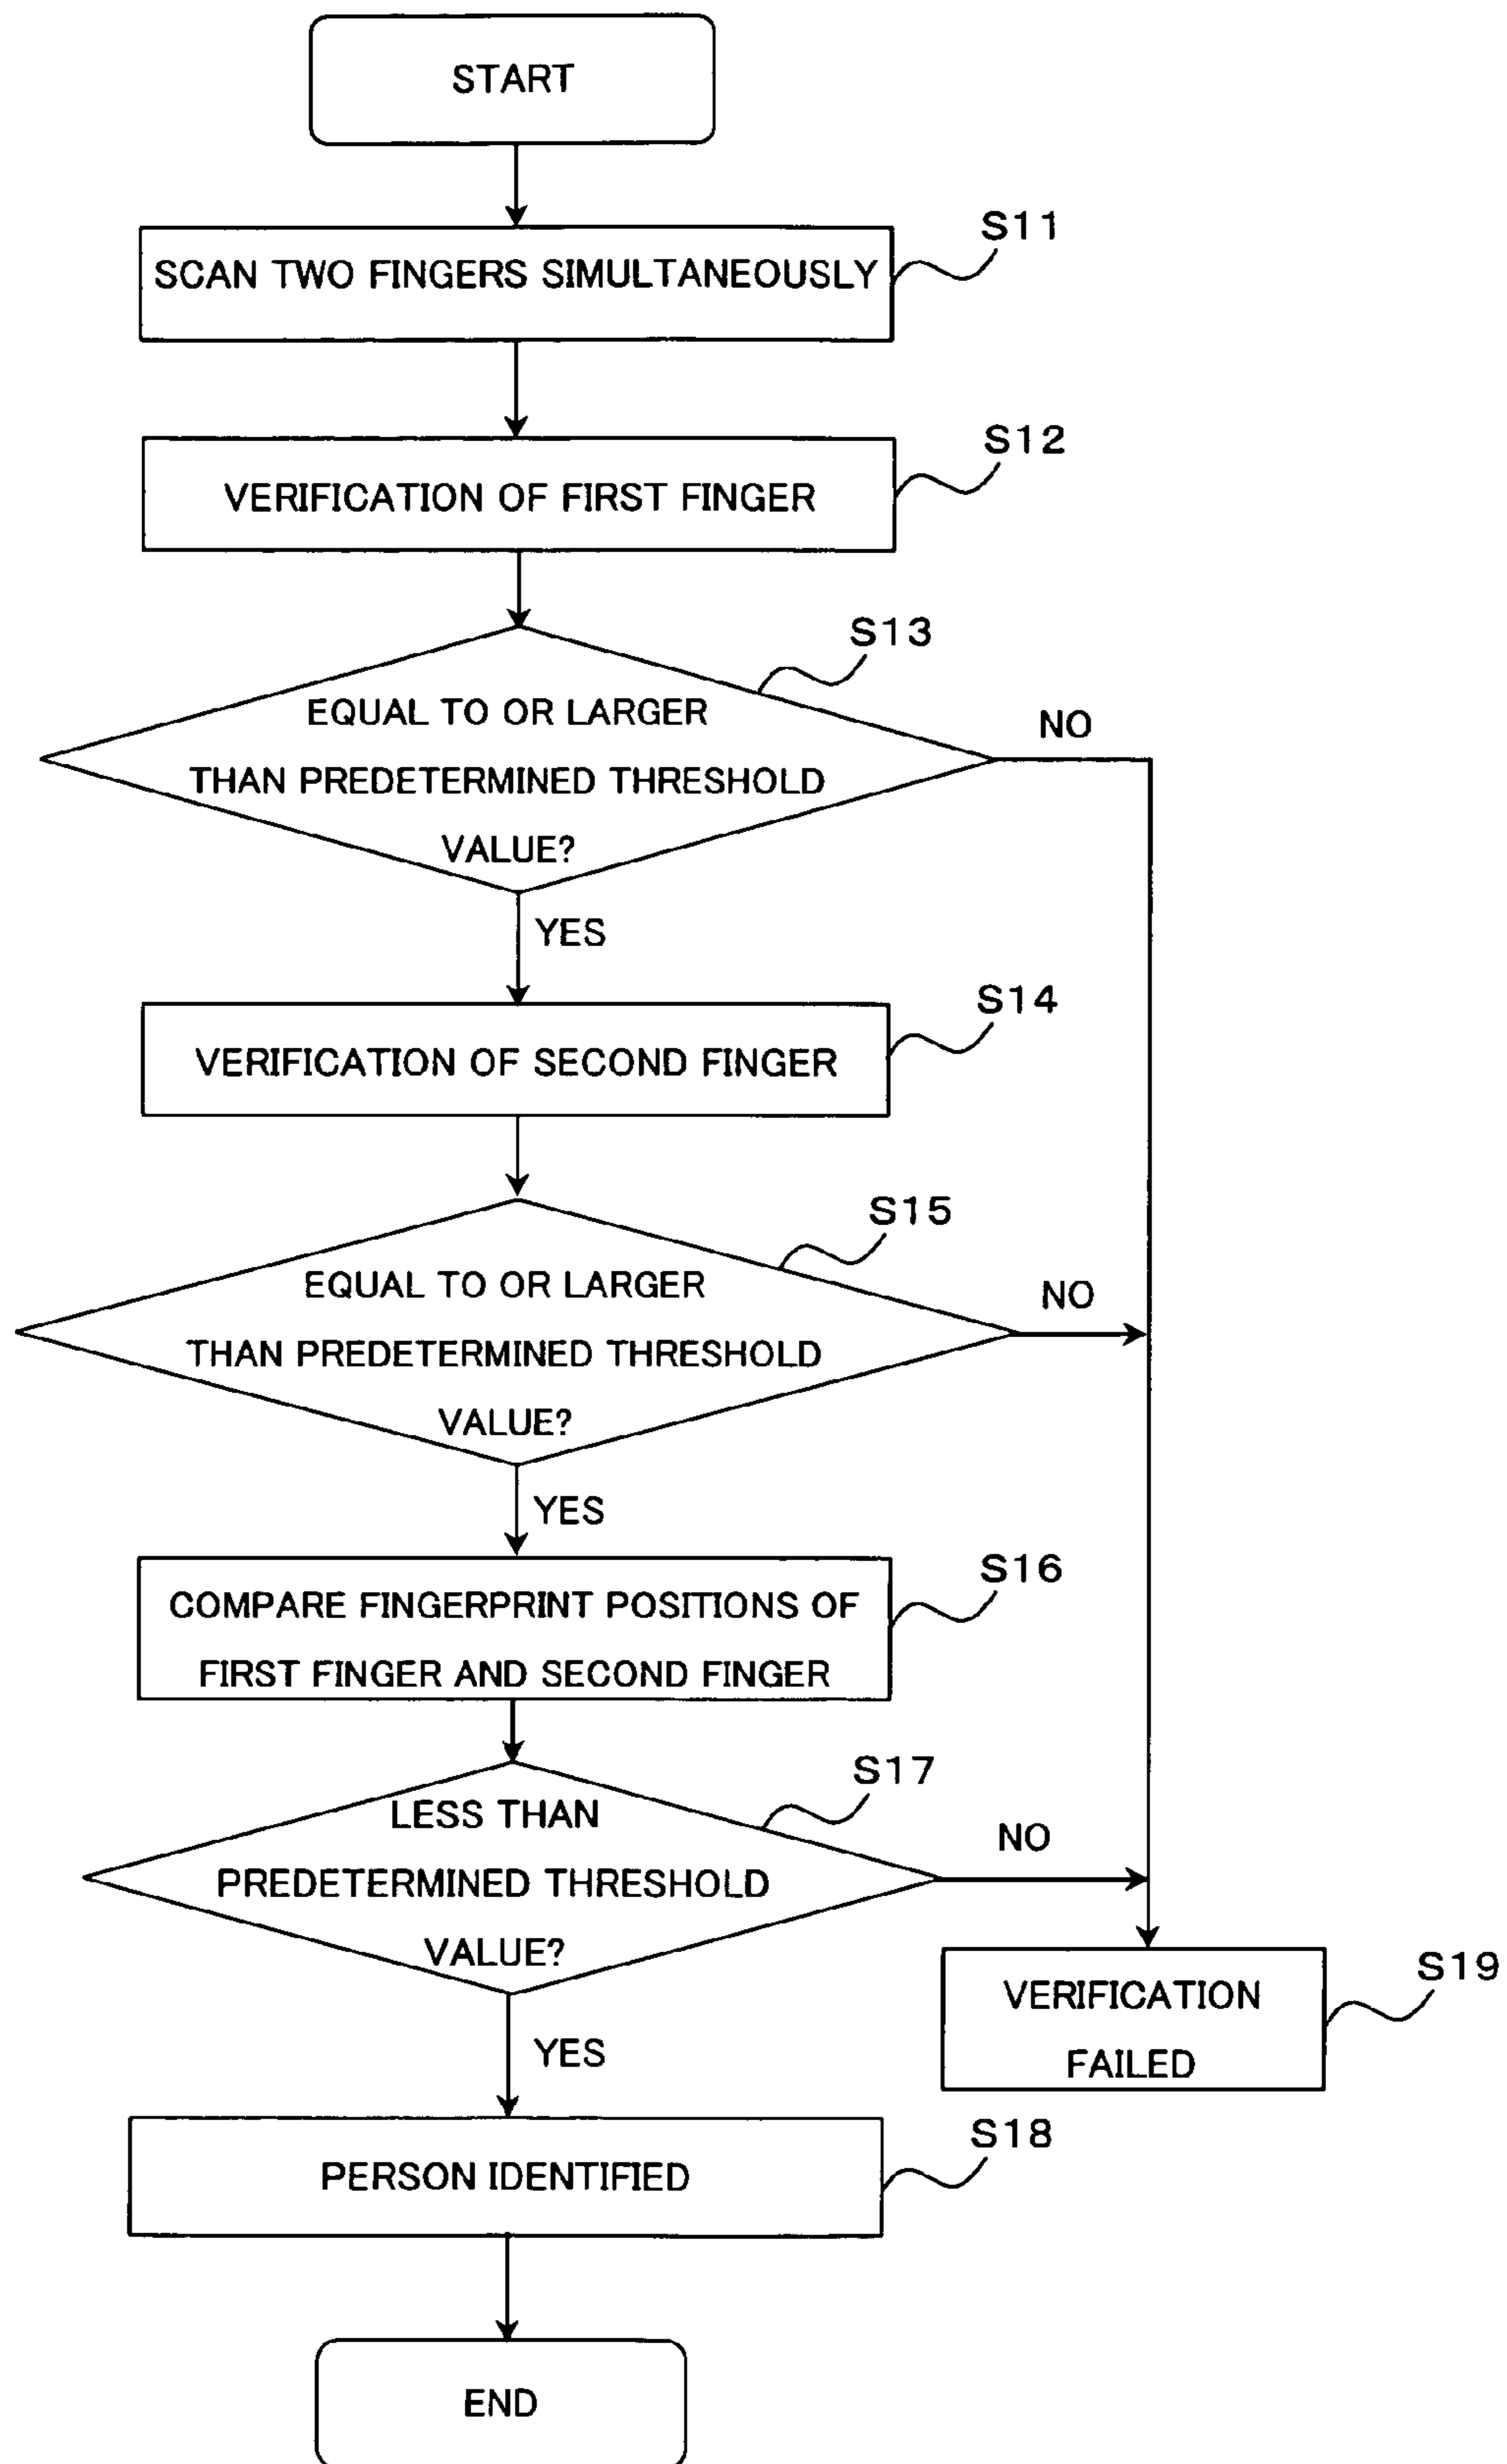 START
S11
SCAN TWO FINGERS SIMULTANEOUSLY
S12
VERIFICATION OF FIRST FINGER
S13
EQUAL TO OR LARGER
THAN PREDETERMINED THRESHOLD
VALUE?
NO
YES
S14
VERIFICATION OF SECOND FINGER
S15
EQUAL TO OR LARGER
THAN PREDETERMINED THRESHOLD
VALUE?
NO
YES
S16
COMPARE FINGERPRINT POSITIONS OF
FIRST FINGER AND SECOND FINGER
S17
LESS THAN
PREDETERMINED THRESHOLD
VALUE?
NO
YES
S19
VERIFICATION
FAILED
S18
PERSON IDENTIFIED
END